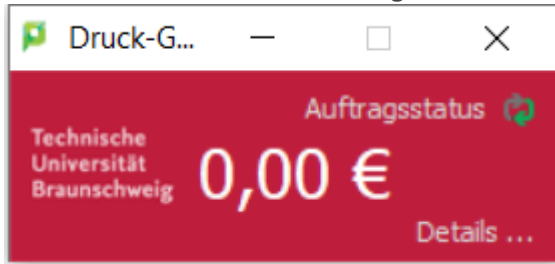 Druck-G...
Auftragsstatus
Technische
Universität
Braunschweig
0,00 €
Details ...